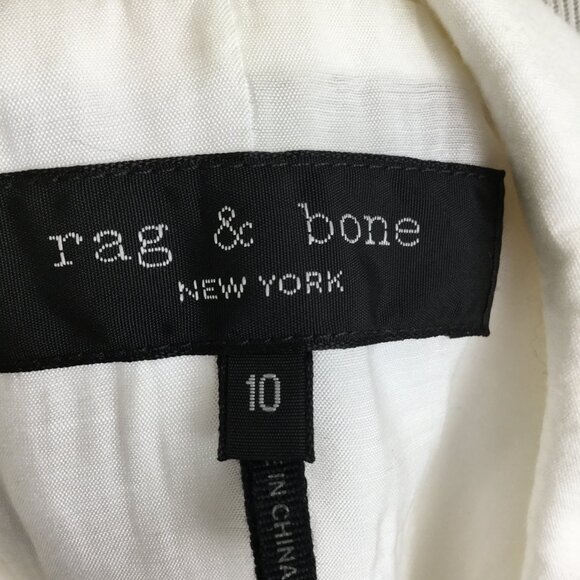 rag & bone
NEW YORK
10
IN CHINA